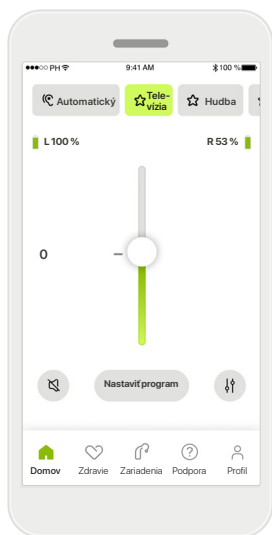 ●●●○○ PH 9:41 AM 100 %
Automatický
Tele-
vízia
Hudba
L 100 % R 53 %
0
Nastaviť program
Domov Zdravie Zariadenia Podpora Profil